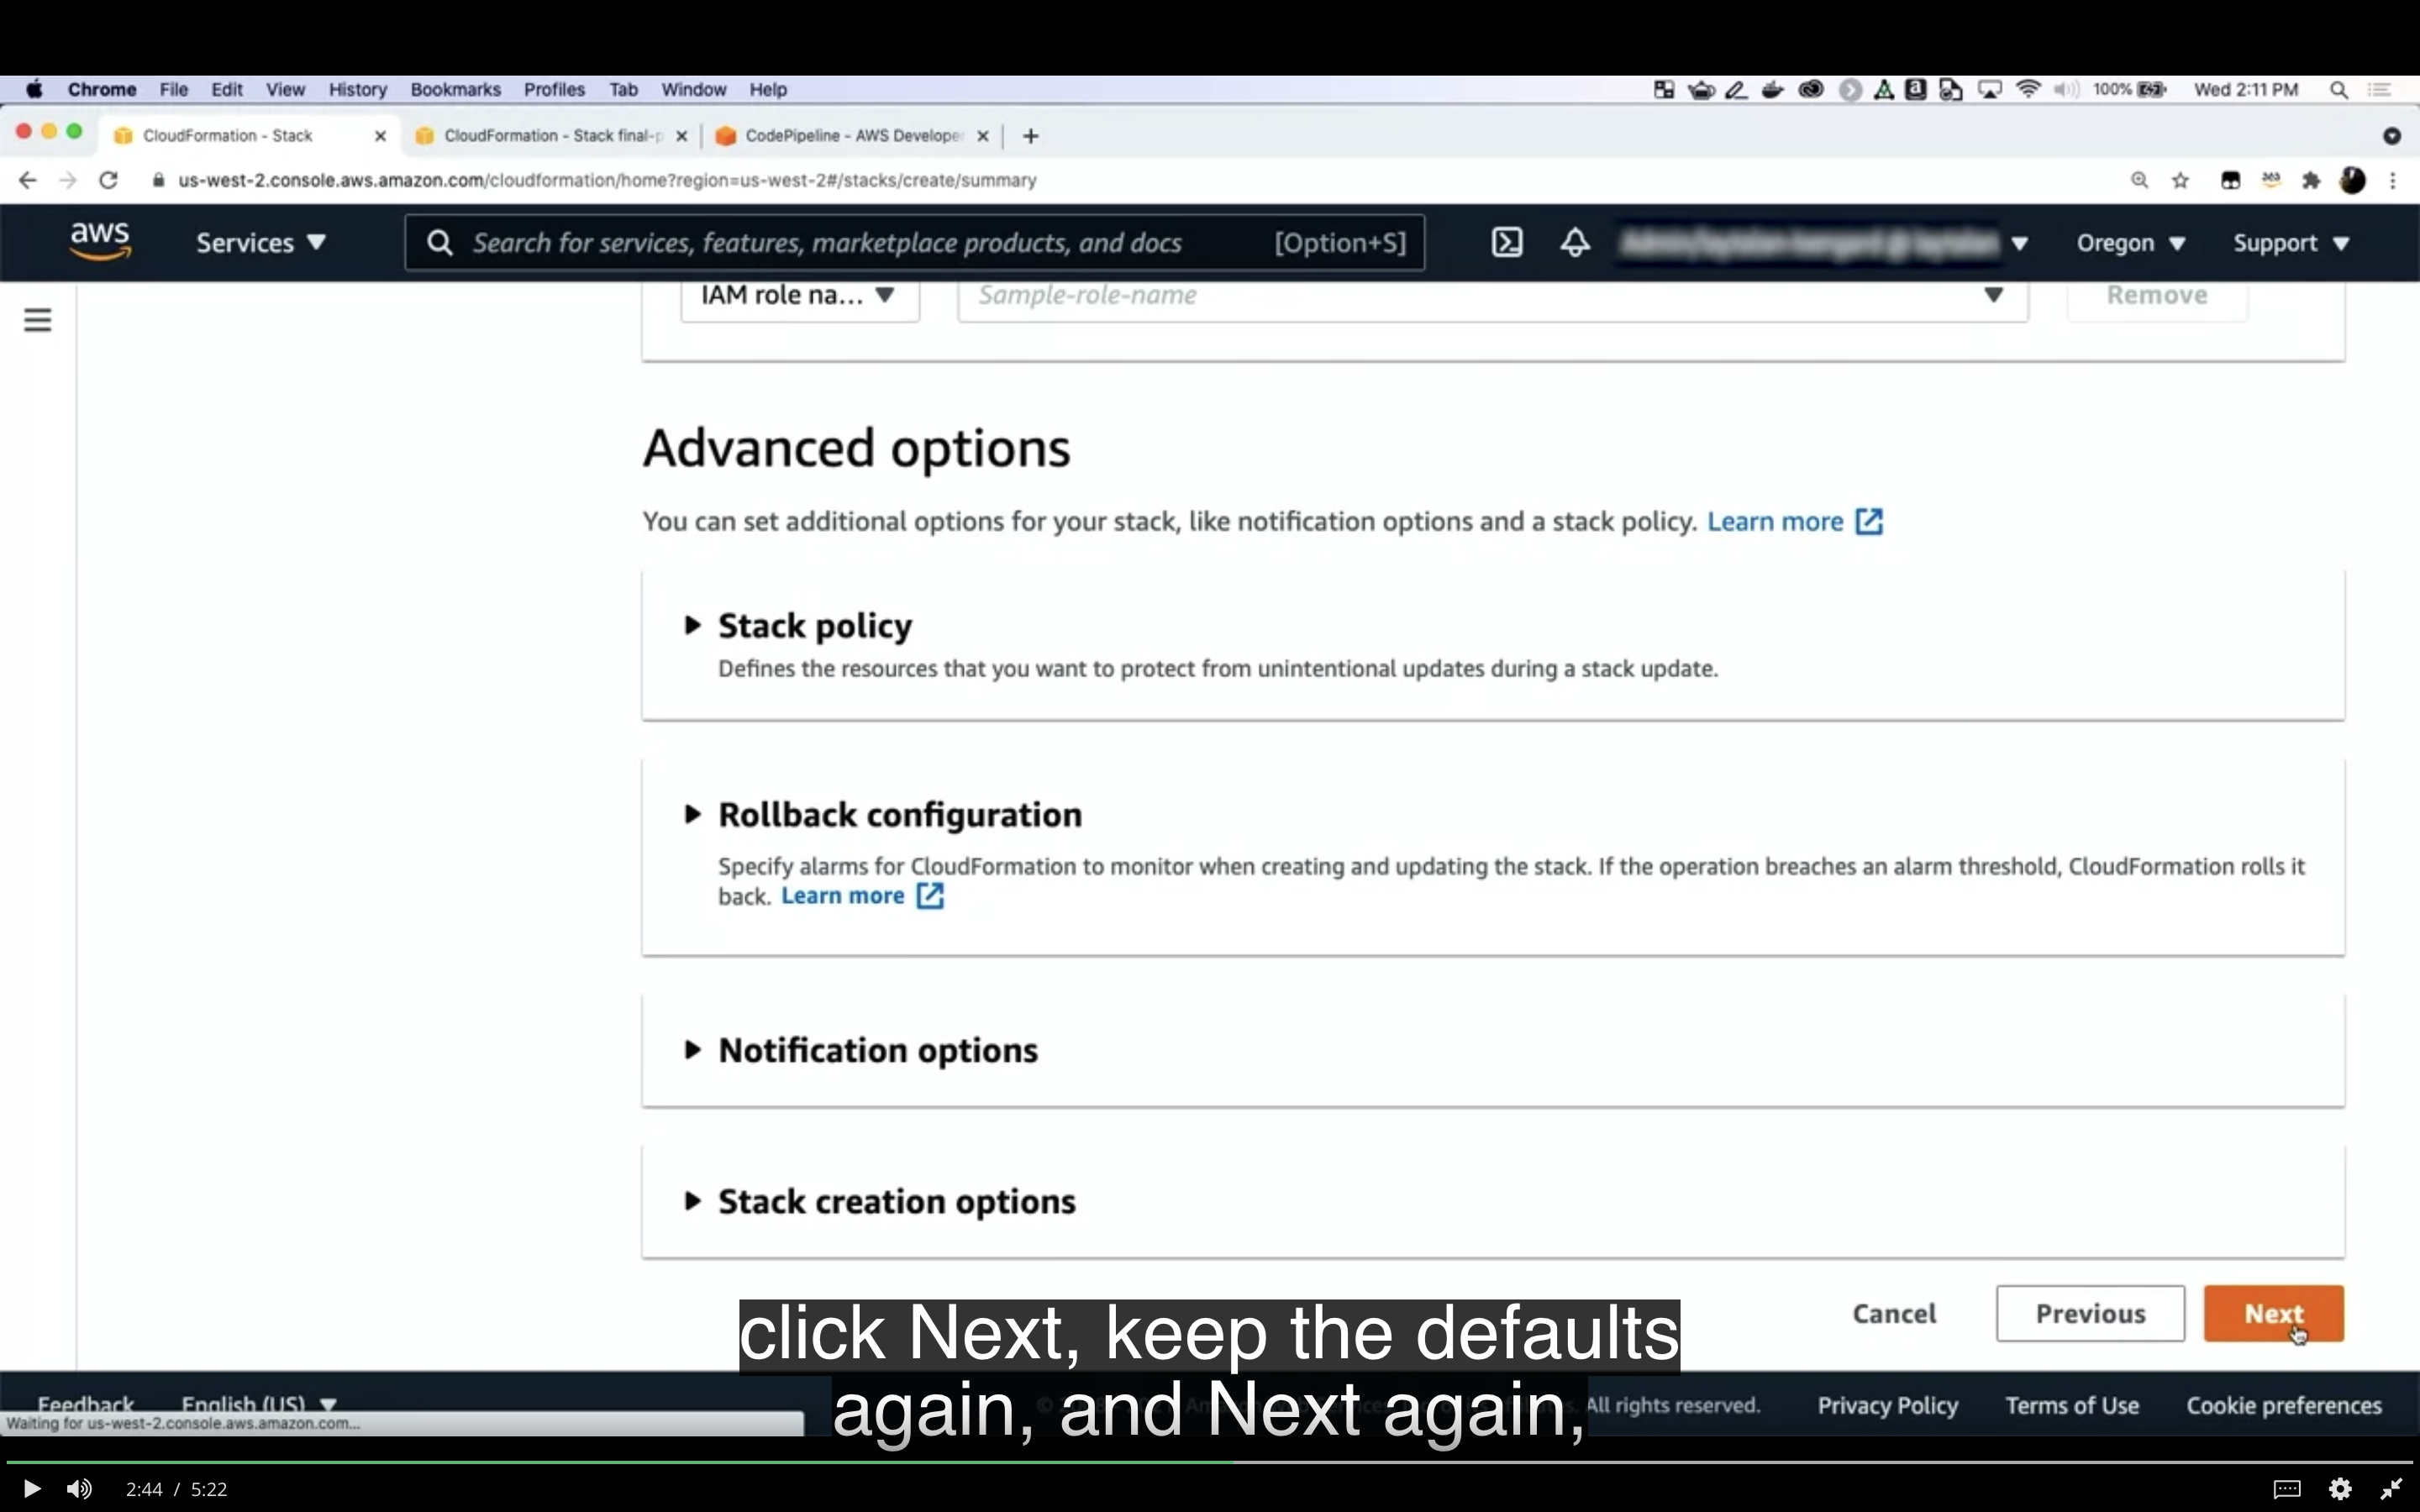 Chrome File Edit View History Bookmarks Profiles Tab Window Help 100% Wed 2:11 PM
CloudFormation - Stack CloudFormation - Stack final-p CodePipeline - AWS Developer
us-west-2.console.aws.amazon.com/cloudformation/home?region=us-west-2#/stacks/create/summary
aws Services Search for services, features, marketplace products, and docs [Option+S] Oregon Support
IAM role na... Sample-role-name Remove
Advanced options
You can set additional options for your stack, like notification options and a stack policy. Learn more
Stack policy
Defines the resources that you want to protect from unintentional updates during a stack update.
Rollback configuration
Specify alarms for CloudFormation to monitor when creating and updating the stack. If the operation breaches an alarm threshold, CloudFormation rolls it
back. Learn more
Notification options
Stack creation options
Cancel Previous Next
click Next, keep the defaults
again, and Next again,
Feedback English (US) All rights reserved. Privacy Policy Terms of Use Cookie preferences
Waiting for us-west-2.console.aws.amazon.com...
2:44 / 5:22